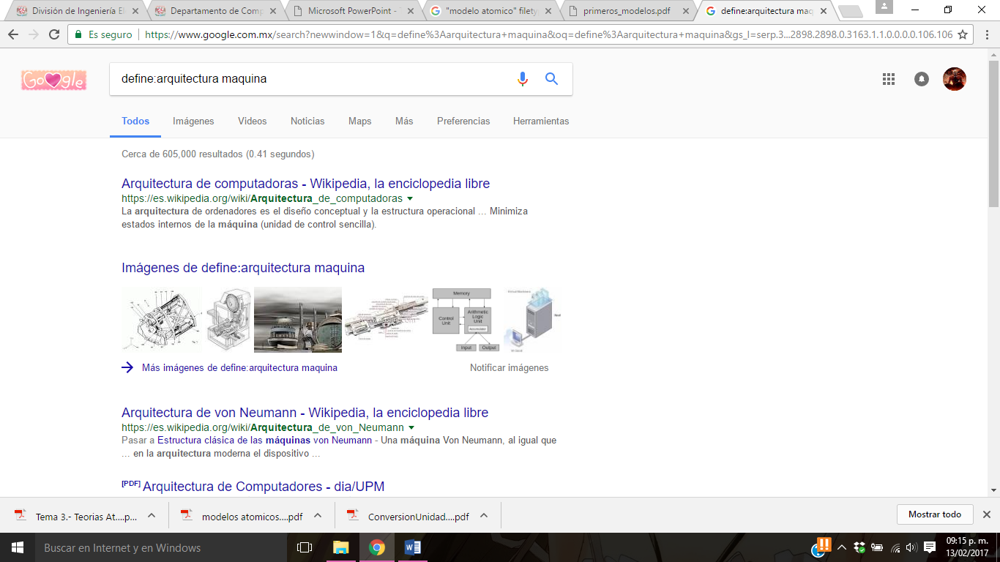 División de Ingeniería El
Departamento de Comp
Microsoft PowerPoint - T
"modelo atomico" filety
primeros_modelos.pdf
define:arquitectura maq
Es seguro
https://www.google.com.mx/search?newwindow=1&q=define%3Aarquitectura+maquina&oq=define%3Aarquitectura+maquina&gs_l=serp.3...2898.2898.0.3163.1.1.0.0.0.0.106.106
Google
define:arquitectura maquina
Todos Imágenes Videos Noticias Maps Más Preferencias Herramientas
Cerca de 605,000 resultados (0.41 segundos)
Arquitectura de computadoras - Wikipedia, la enciclopedia libre
https://es.wikipedia.org/wiki/Arquitectura_de_computadoras
La arquitectura de ordenadores es el diseño conceptual y la estructura operacional ... Minimiza
estados internos de la máquina (unidad de control sencilla).
Imágenes de define:arquitectura maquina
Memory
Control
Unit
Arithmetic
Logic
Unit
Accumulator
Input Output
Más imágenes de define:arquitectura maquina
Notificar imágenes
Arquitectura de von Neumann - Wikipedia, la enciclopedia libre
https://es.wikipedia.org/wiki/Arquitectura_de_von_Neumann
Pasar a Estructura clásica de las máquinas von Neumann - Una máquina Von Neumann, al igual que
... en la arquitectura moderna el dispositivo ...
[PDF] Arquitectura de Computadores - dia/UPM
Tema 3.- Teorias At....p...
modelos atomicos....pdf
ConversionUnidad....pdf
Mostrar todo
Buscar en Internet y en Windows
09:15 p. m.
13/02/2017